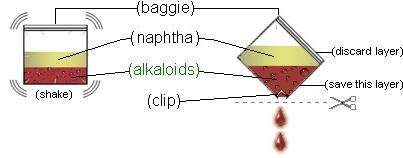 (baggie)
(naphtha)
(discard layer)
(alkaloids)
(shake)
(save this layer)
(clip)